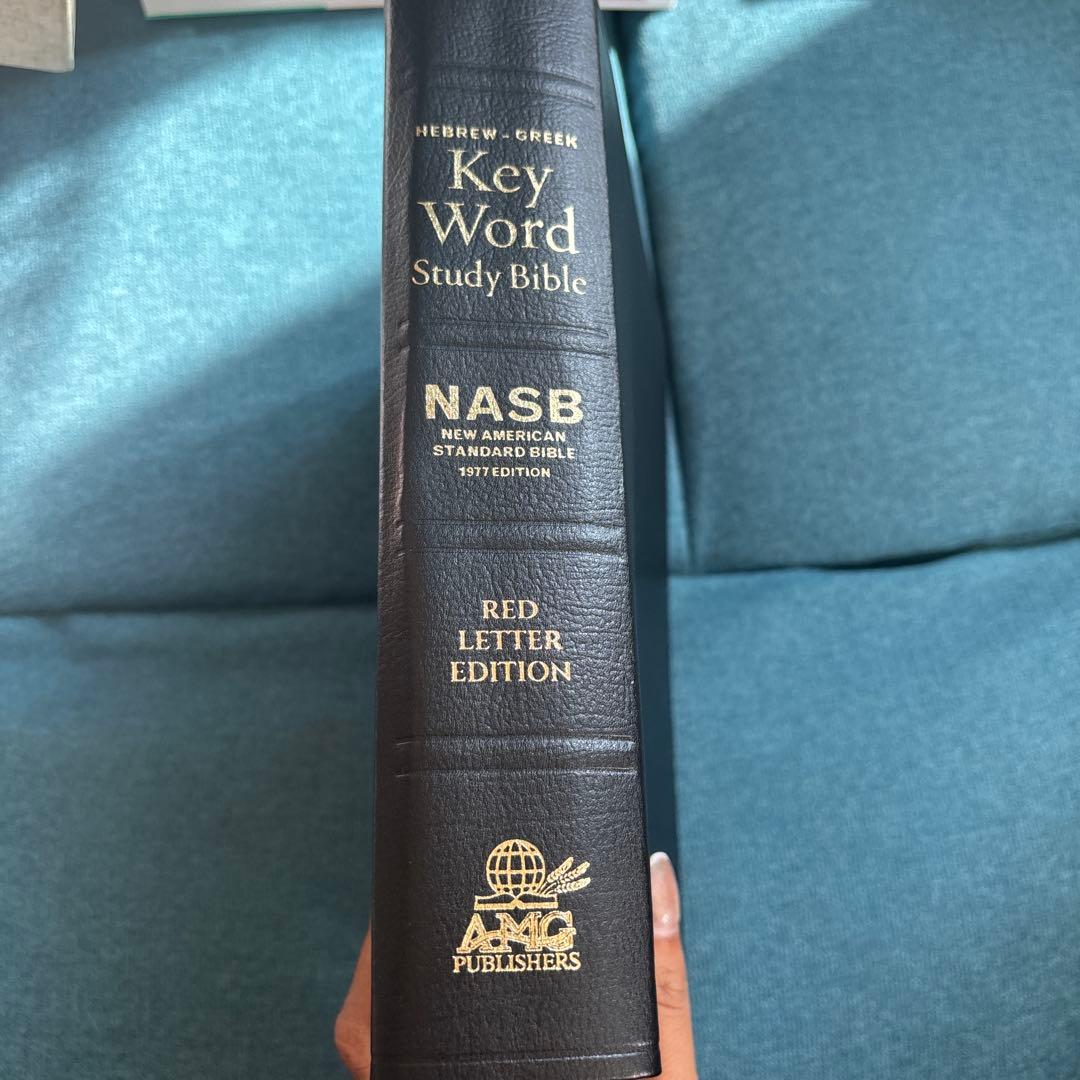 HEBREW - GREEK
Key
Word
Study Bible
NASB
NEW AMERICAN
STANDARD BIBLE
1977 EDITION
RED
LETTER
EDITION
AMG
PUBLISHERS